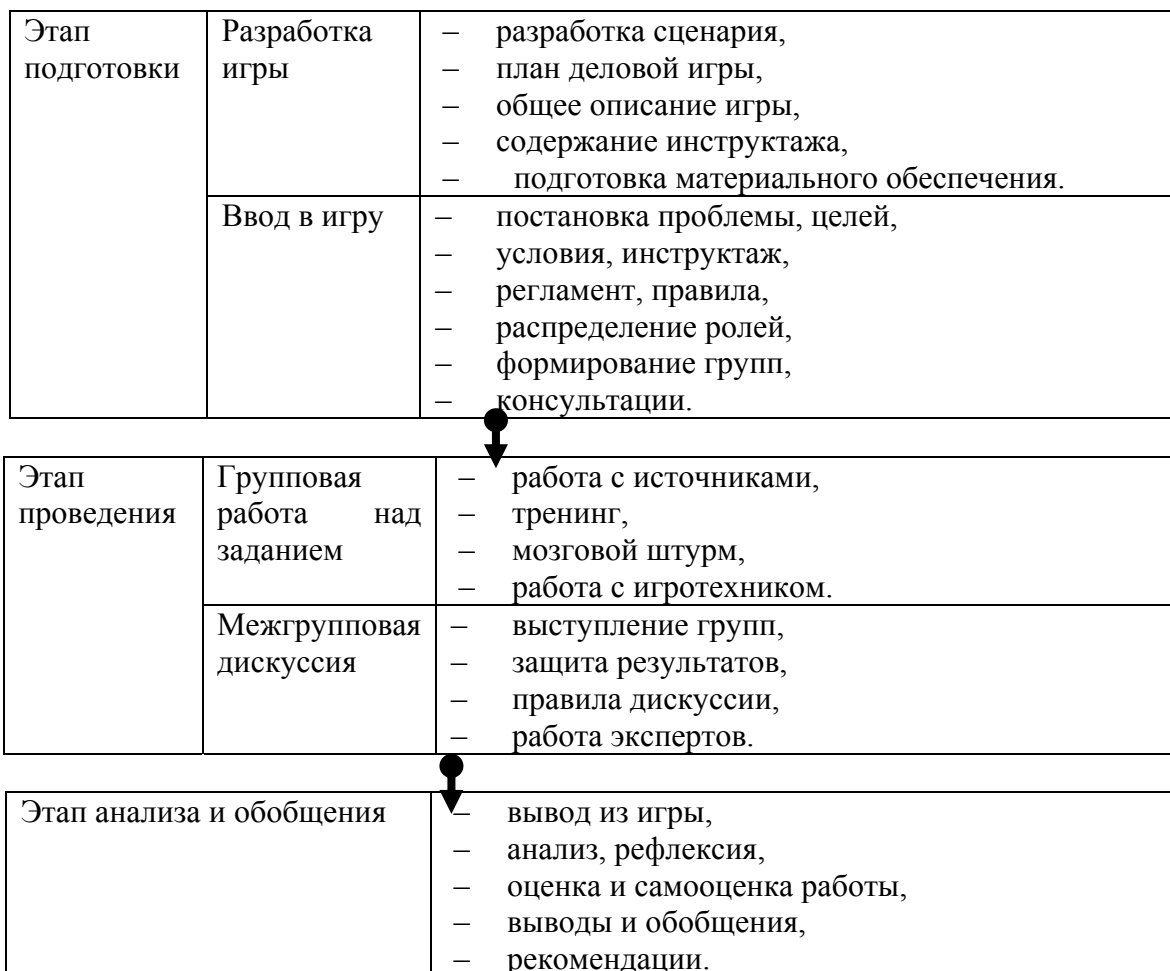 Этап подготовки
Разработка игры
– разработка сценария,
– план деловой игры,
– общее описание игры,
– содержание инструктажа,
– подготовка материального обеспечения.
Ввод в игру
– постановка проблемы, целей,
– условия, инструктаж,
– регламент, правила,
– распределение ролей,
– формирование групп,
– консультации.
Этап проведения
Групповая работа над заданием
– работа с источниками,
– тренинг,
– мозговой штурм,
– работа с игротехником.
Межгрупповая дискуссия
– выступление групп,
– защита результатов,
– правила дискуссии,
– работа экспертов.
Этап анализа и обобщения
– вывод из игры,
– анализ, рефлексия,
– оценка и самооценка работы,
– выводы и обобщения,
– рекомендации.